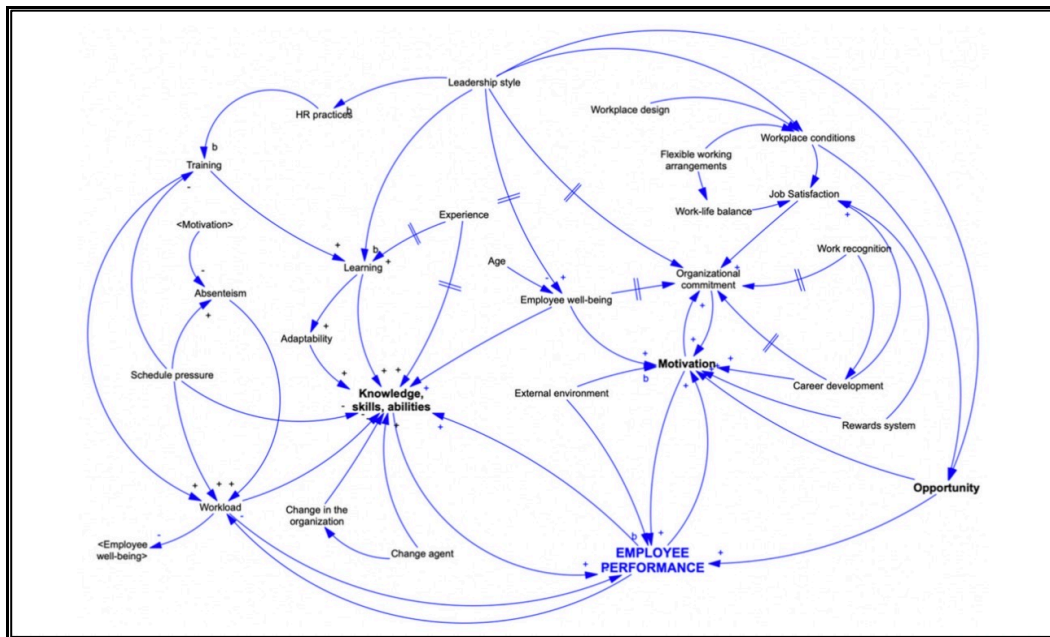 Leadership style
HR practices
b
Workplace design
Workplace conditions
b
Training
-
Flexible working
arrangements
Job Satisfaction
+
Work-life balance
<Motivation>
Experience
+
b
+
Learning
Work recognition
Age
-
Absenteeism
+
- +
Employee well-being
+
Organizational
commitment
+
+
Adaptability
+
Schedule pressure
+
+ +
+
Knowledge,
skills, abilities
-
-
+
+
External environment
+
b
Motivation
+
+
+
Career development
Rewards system
Opportunity
+
+ +
Workload
-
Change in the
organization
-
<Employee
well-being>
Change agent
b
+
+
EMPLOYEE
PERFORMANCE
+